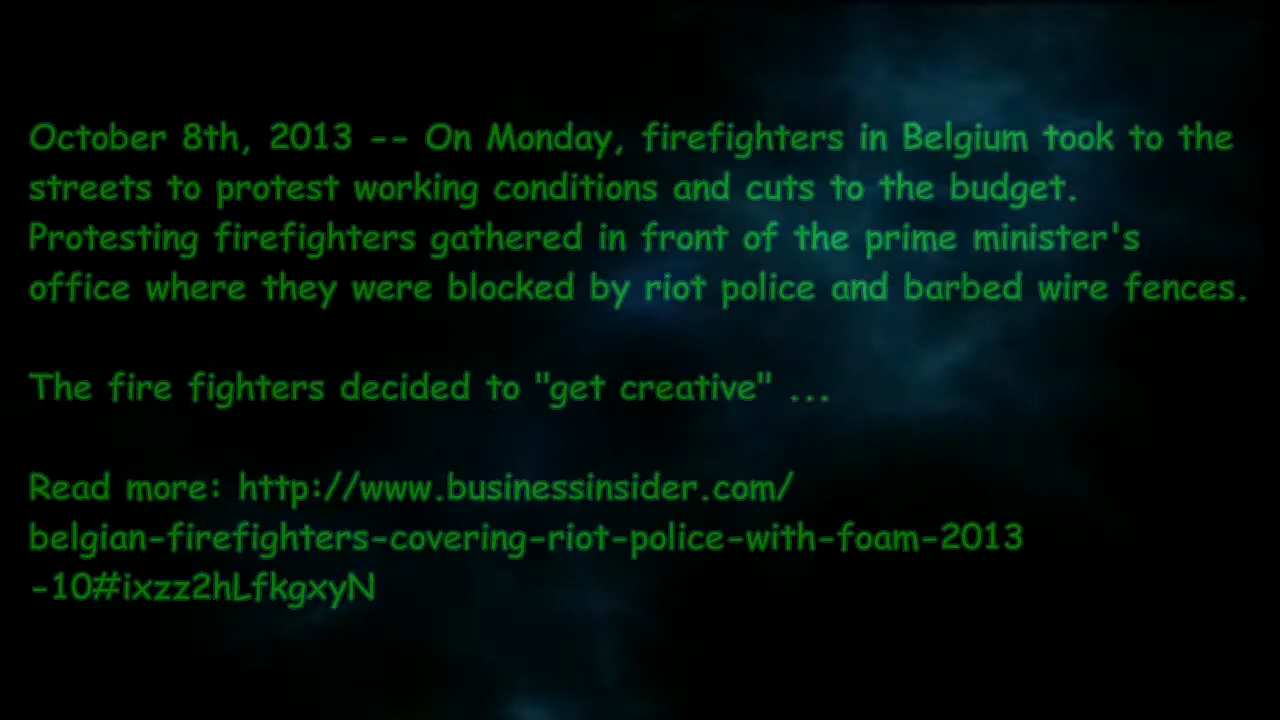 October 8th, 2013 -- On Monday, firefighters in Belgium took to the
streets to protest working conditions and cuts to the budget.
Protesting firefighters gathered in front of the prime minister's
office where they were blocked by riot police and barbed wire fences.
The fire fighters decided to "get creative" ...
Read more: http://www.businessinsider.com/
belgian-firefighters-covering-riot-police-with-foam-2013
-10#ixzz2hLfkgxyN